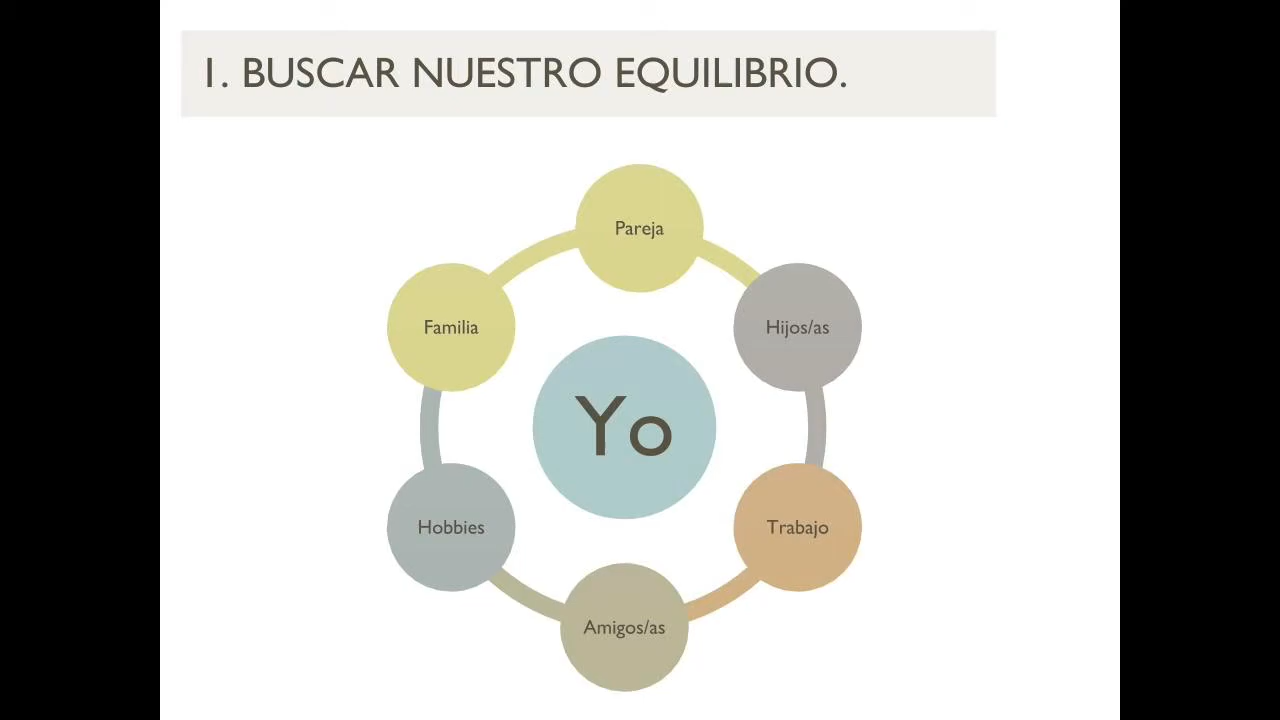 1. BUSCAR NUESTRO EQUILIBRIO.
Pareja
Familia
Hijos/as
Yo
Hobbies
Trabajo
Amigos/as